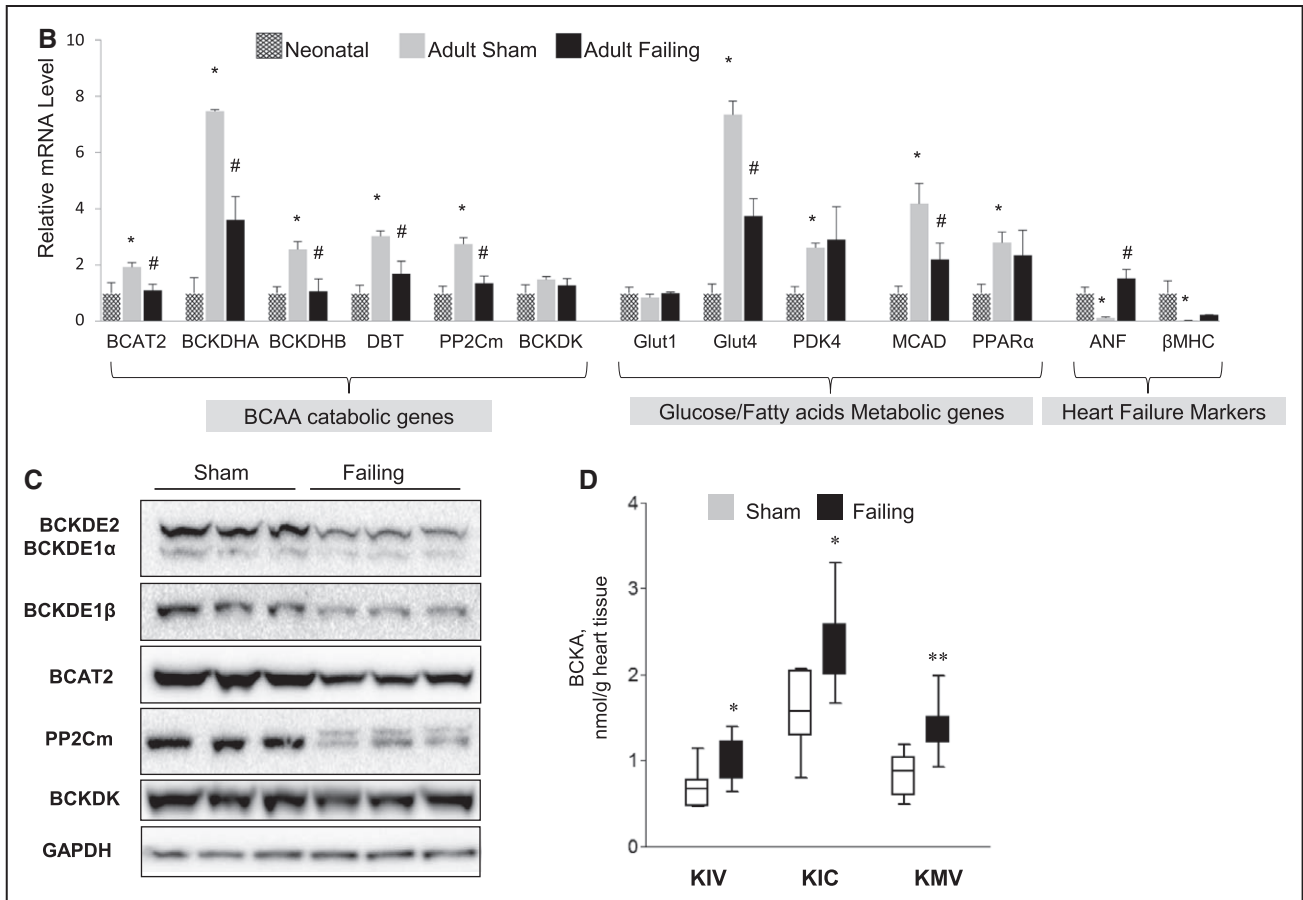 B
Relative mRNA Level
10
8
6
4
2
0
Neonatal Adult Sham Adult Failing
* * # * # * # * # * # * # * * # * * * # *
BCAT2 BCKDHA BCKDHB DBT PP2Cm BCKDK Glut1 Glut4 PDK4 MCAD PPARα ANF βMHC
BCAA catabolic genes Glucose/Fatty acids Metabolic genes Heart Failure Markers
C
Sham Failing
BCKDE2
BCKDE1α
BCKDE1β
BCAT2
PP2Cm
BCKDK
GAPDH
D
Sham Failing
BCKA,
nmol/g heart tissue
4
3
2
1
0
* * **
KIV KIC KMV